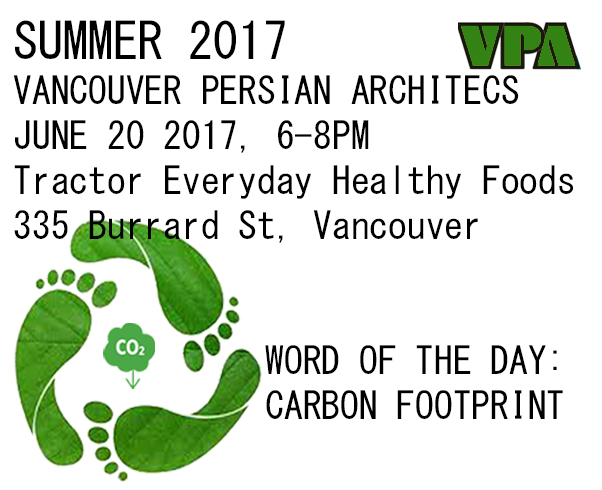 SUMMER 2017
VPA
VANCOUVER PERSIAN ARCHITECS
JUNE 20 2017, 6-8PM
Tractor Everyday Healthy Foods
335 Burrard St, Vancouver
CO₂
WORD OF THE DAY:
CARBON FOOTPRINT